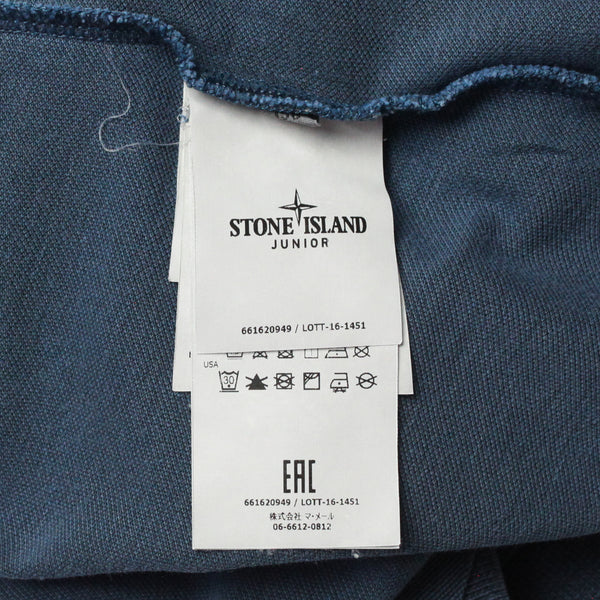 STONE ISLAND
JUNIOR
661620949 / LOTT-16-1451
USA
30
EAC
661620949 / LOTT-16-1451
株式会社 マ・メール
06-6612-0812